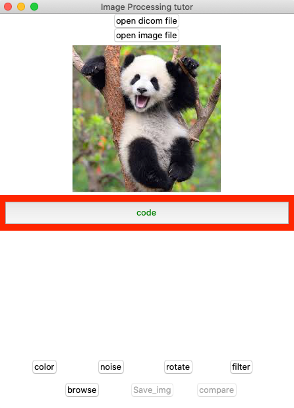 Image Processing tutor
open dicom file
open image file
code
color noise rotate filter
browse Save_img compare